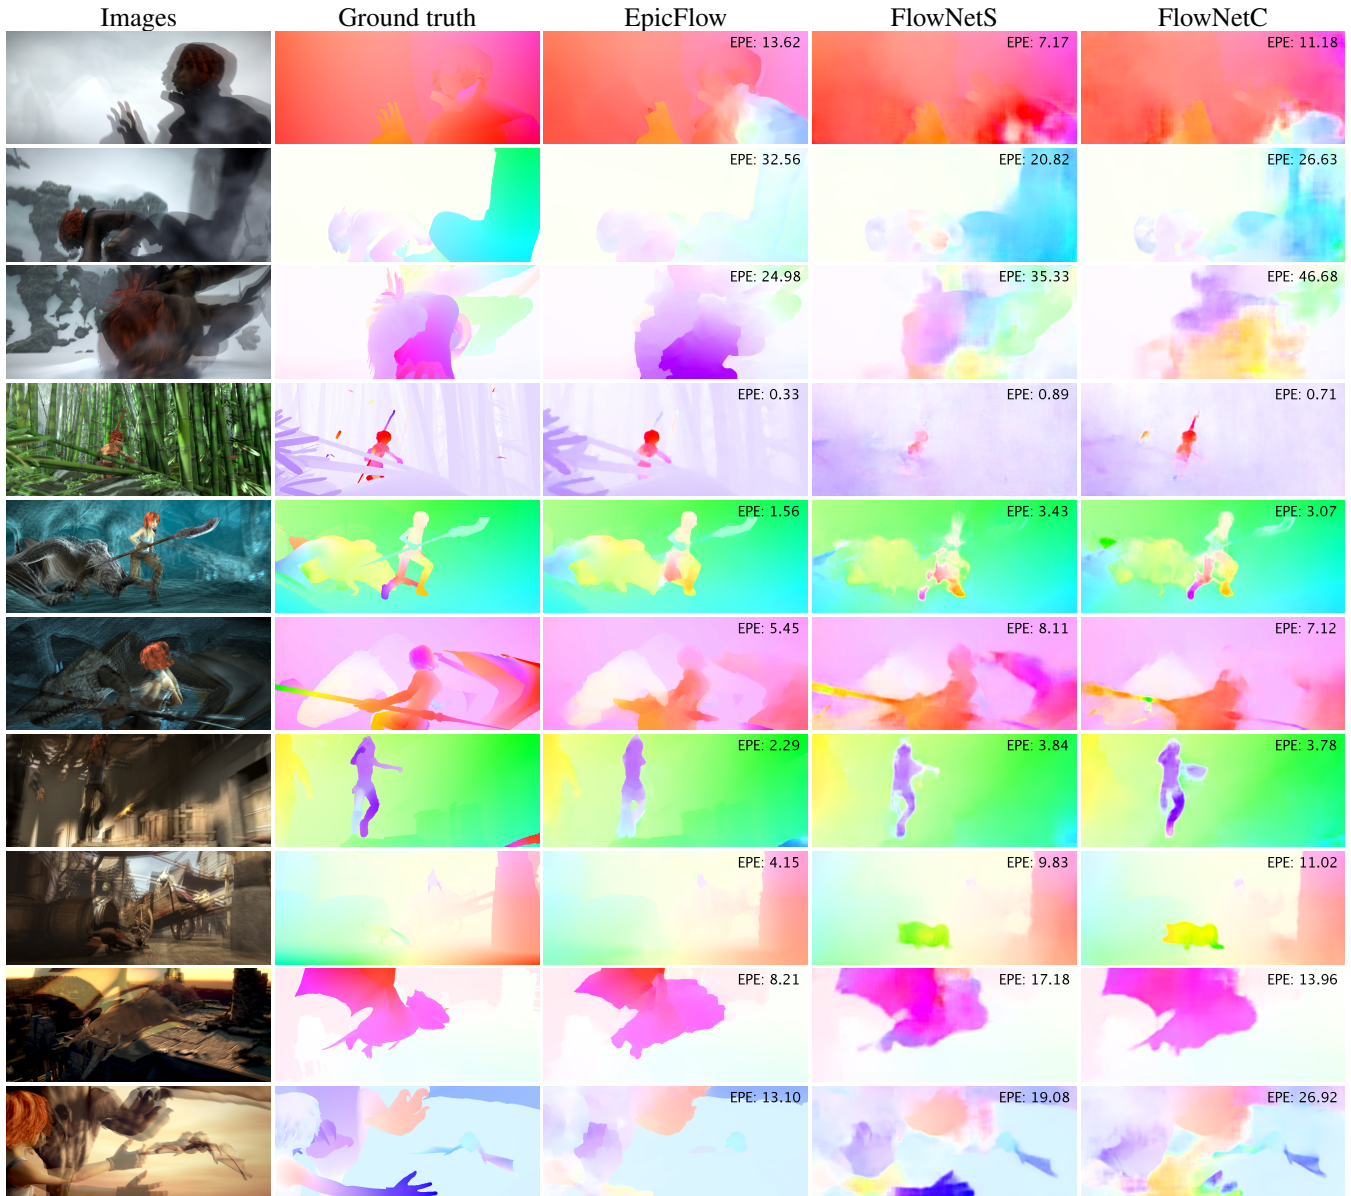 Images Ground truth EpicFlow FlowNetS FlowNetC
EPE: 13.62 EPE: 7.17 EPE: 11.18
EPE: 32.56 EPE: 20.82 EPE: 26.63
EPE: 24.98 EPE: 35.33 EPE: 46.68
EPE: 0.33 EPE: 0.89 EPE: 0.71
EPE: 1.56 EPE: 3.43 EPE: 3.07
EPE: 5.45 EPE: 8.11 EPE: 7.12
EPE: 2.29 EPE: 3.84 EPE: 3.78
EPE: 4.15 EPE: 9.83 EPE: 11.02
EPE: 8.21 EPE: 17.18 EPE: 13.96
EPE: 13.10 EPE: 19.08 EPE: 26.92